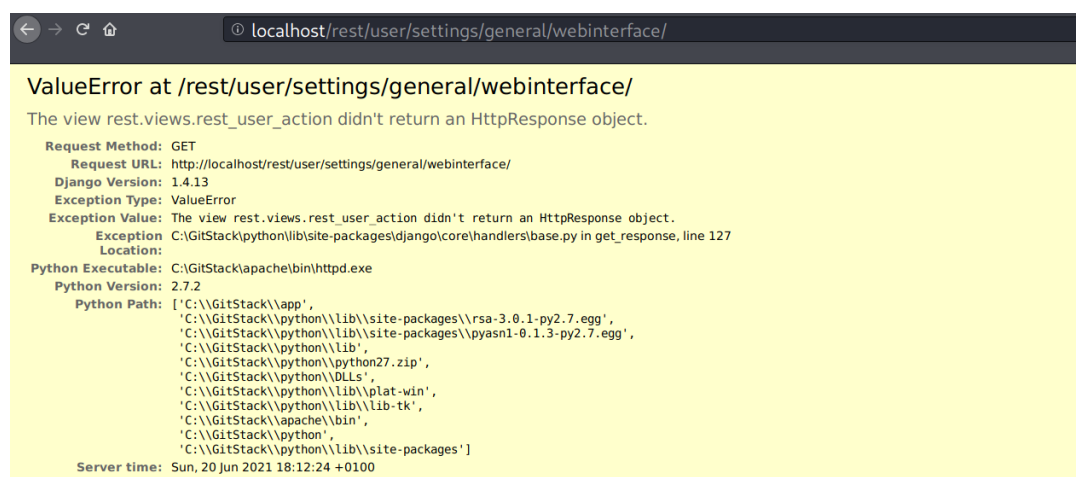 localhost/rest/user/settings/general/webinterface/
ValueError at /rest/user/settings/general/webinterface/
The view rest.views.rest_user_action didn't return an HttpResponse object.
Request Method: GET
Request URL: http://localhost/rest/user/settings/general/webinterface/
Django Version: 1.4.13
Exception Type: ValueError
Exception Value: The view rest.views.rest_user_action didn't return an HttpResponse object.
Exception Location: C:\GitStack\python\lib\site-packages\django\core\handlers\base.py in get_response, line 127
Python Executable: C:\GitStack\apache\bin\httpd.exe
Python Version: 2.7.2
Python Path: ['C:\\GitStack\\app',
'C:\\GitStack\\python\\lib\\site-packages\\rsa-3.0.1-py2.7.egg',
'C:\\GitStack\\python\\lib\\site-packages\\pyasn1-0.1.3-py2.7.egg',
'C:\\GitStack\\python\\lib',
'C:\\GitStack\\python\\python27.zip',
'C:\\GitStack\\python\\DLLs',
'C:\\GitStack\\python\\lib\\plat-win',
'C:\\GitStack\\python\\lib\\lib-tk',
'C:\\GitStack\\apache\\bin',
'C:\\GitStack\\python',
'C:\\GitStack\\python\\lib\\site-packages']
Server time: Sun, 20 Jun 2021 18:12:24 +0100